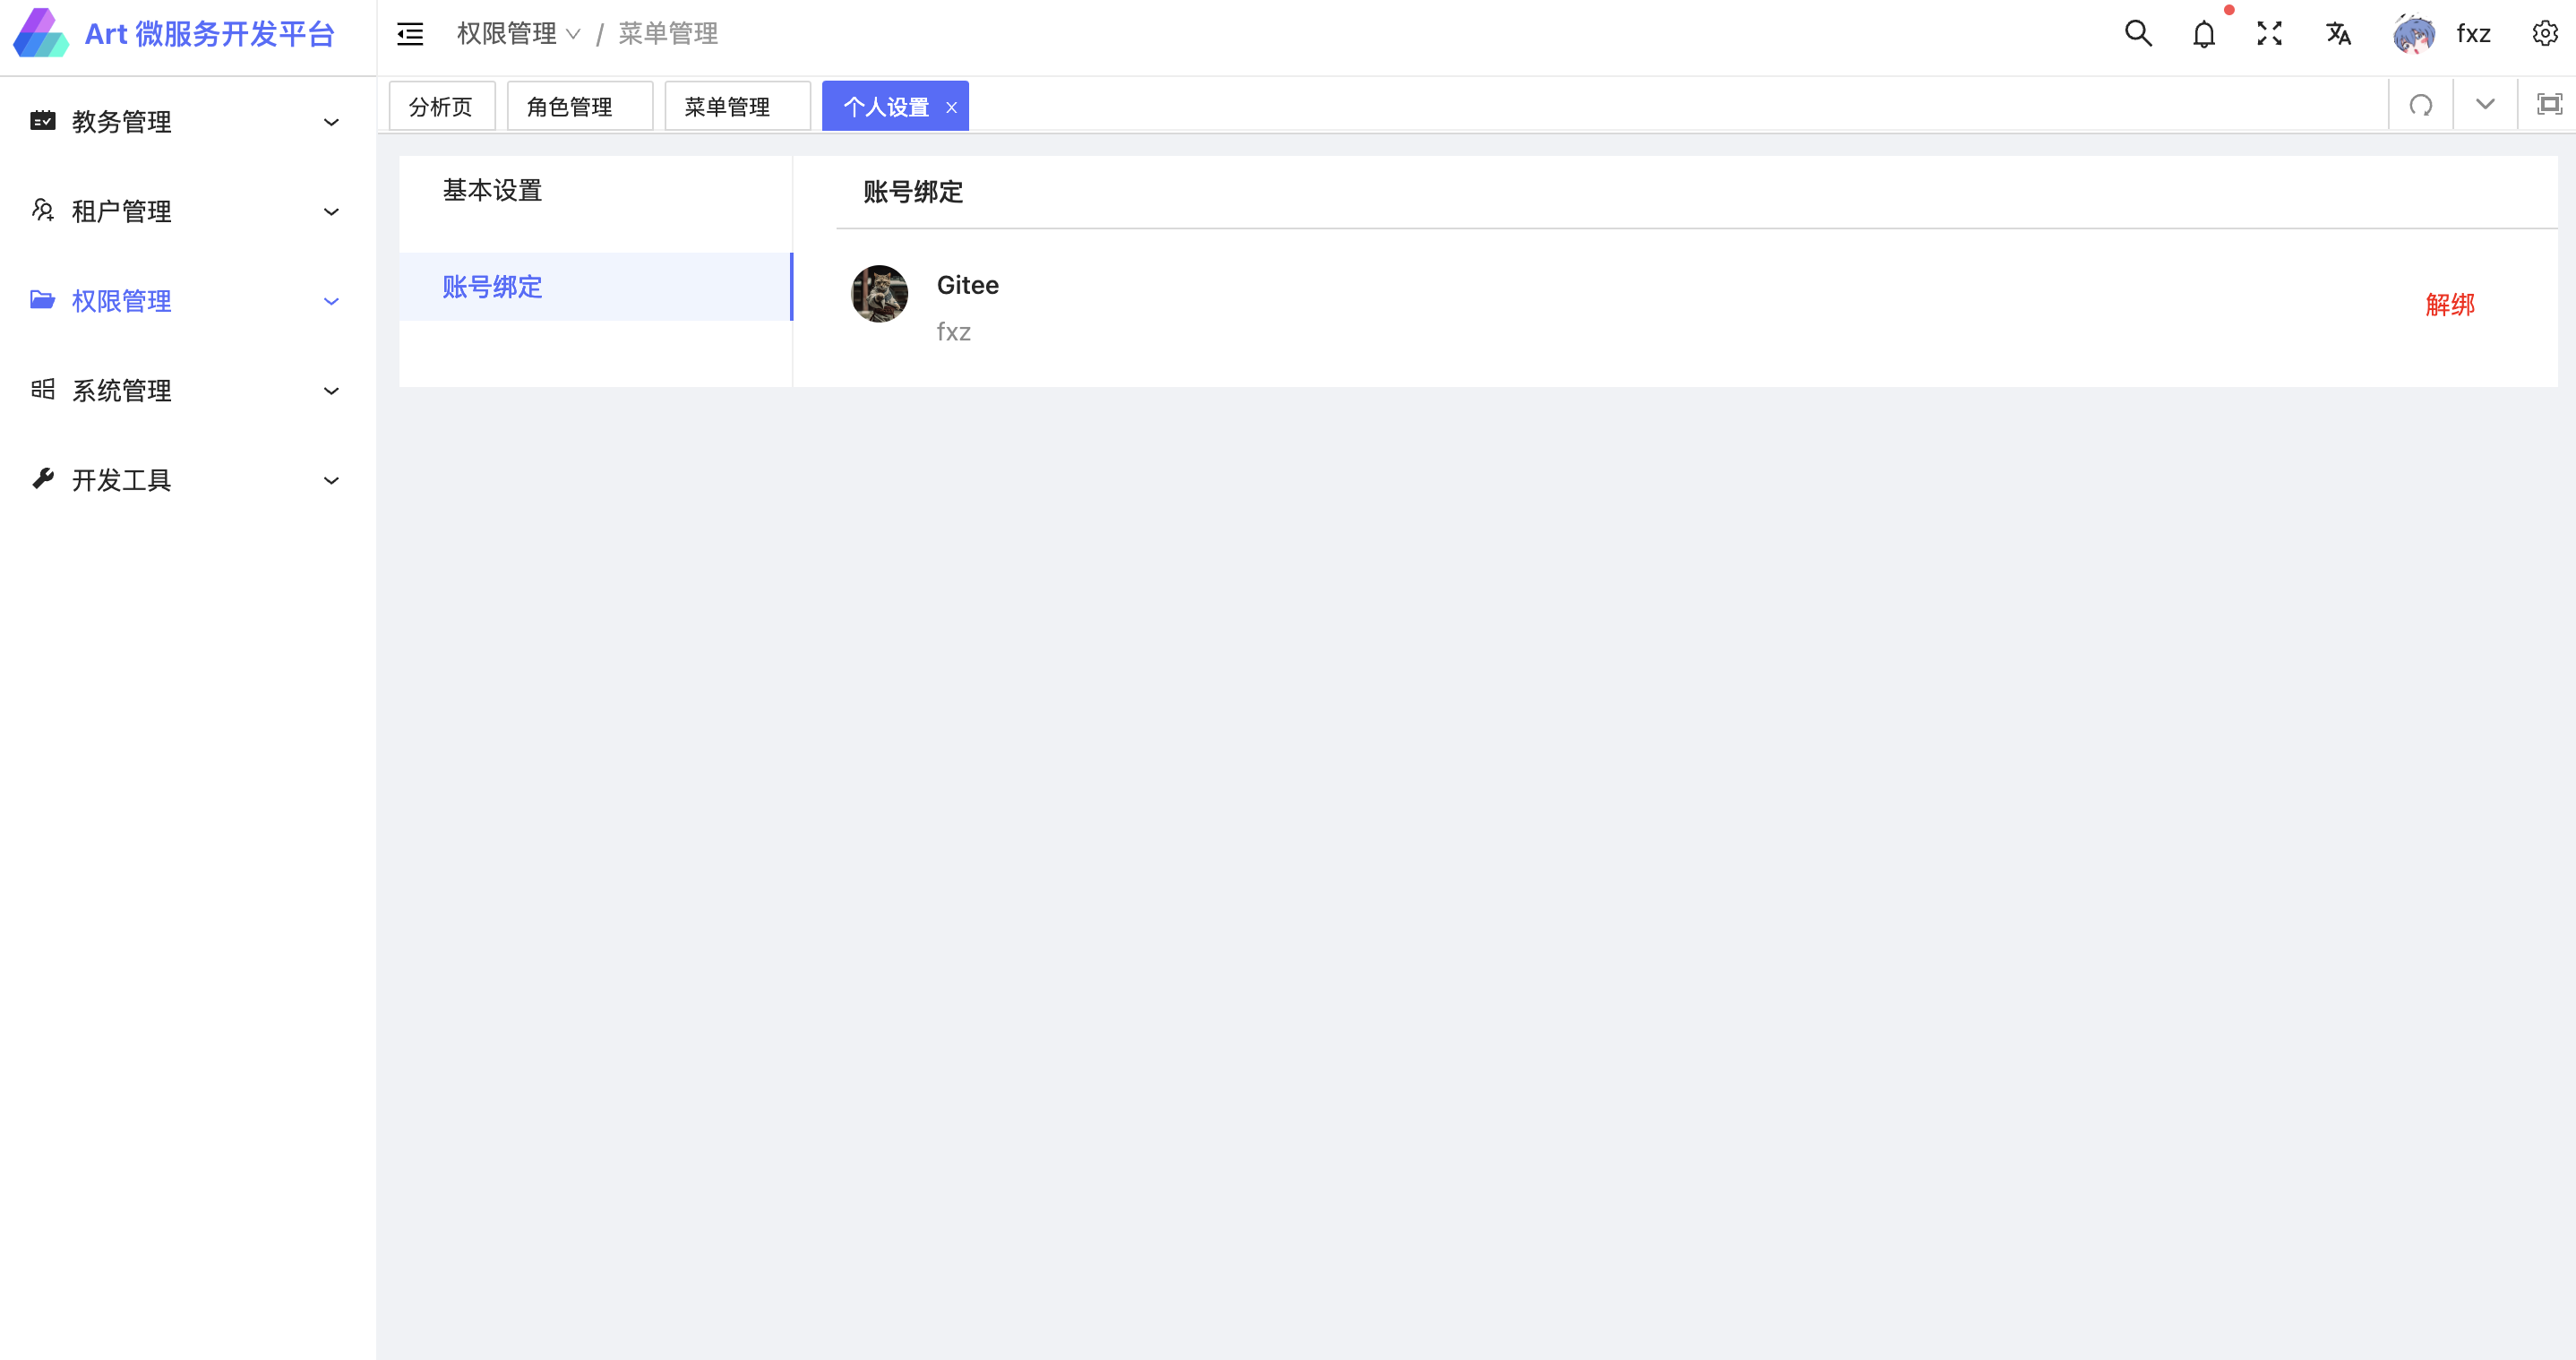 Art 微服务开发平台
权限管理 / 菜单管理
fxz
分析页
角色管理
菜单管理
个人设置
教务管理
租户管理
权限管理
系统管理
开发工具
基本设置
账号绑定
账号绑定
Gitee
fxz
解绑